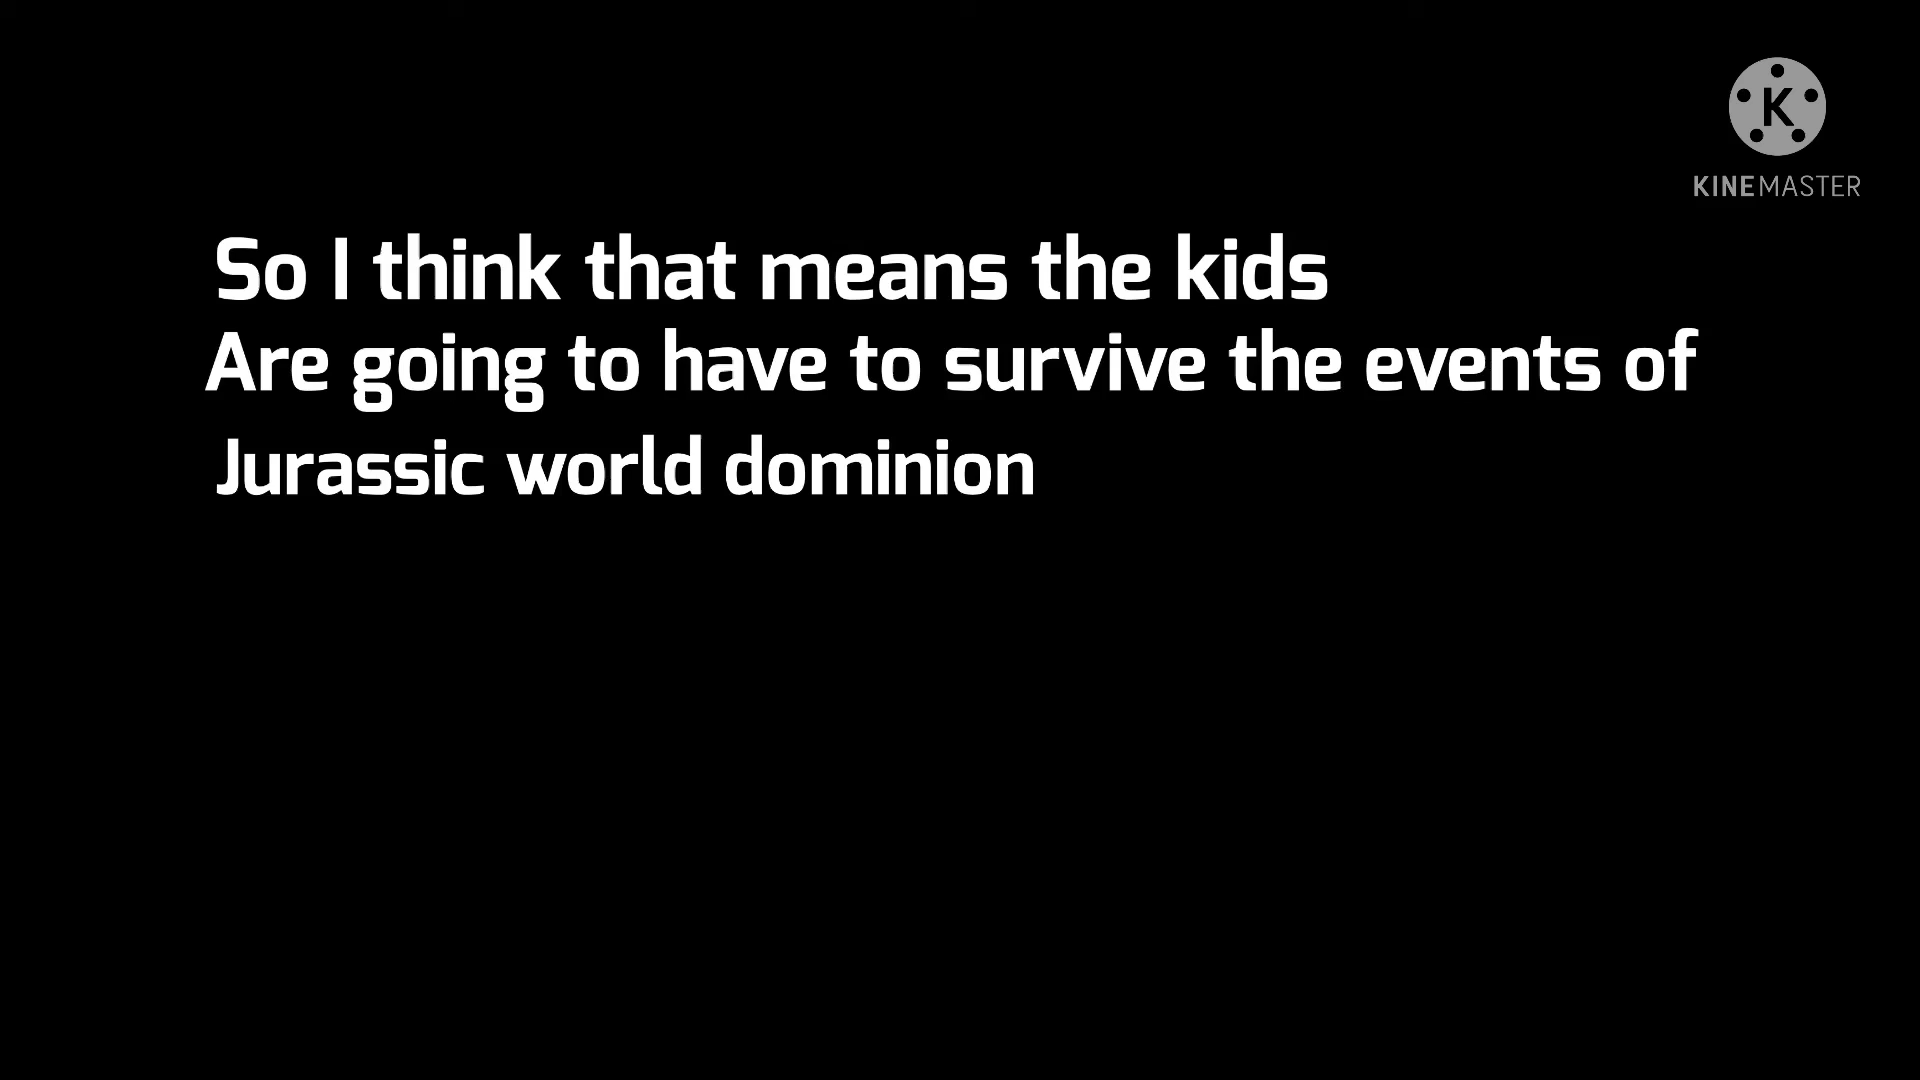 K
KINEMASTER
So I think that means the kids
Are going to have to survive the events of
Jurassic world dominion